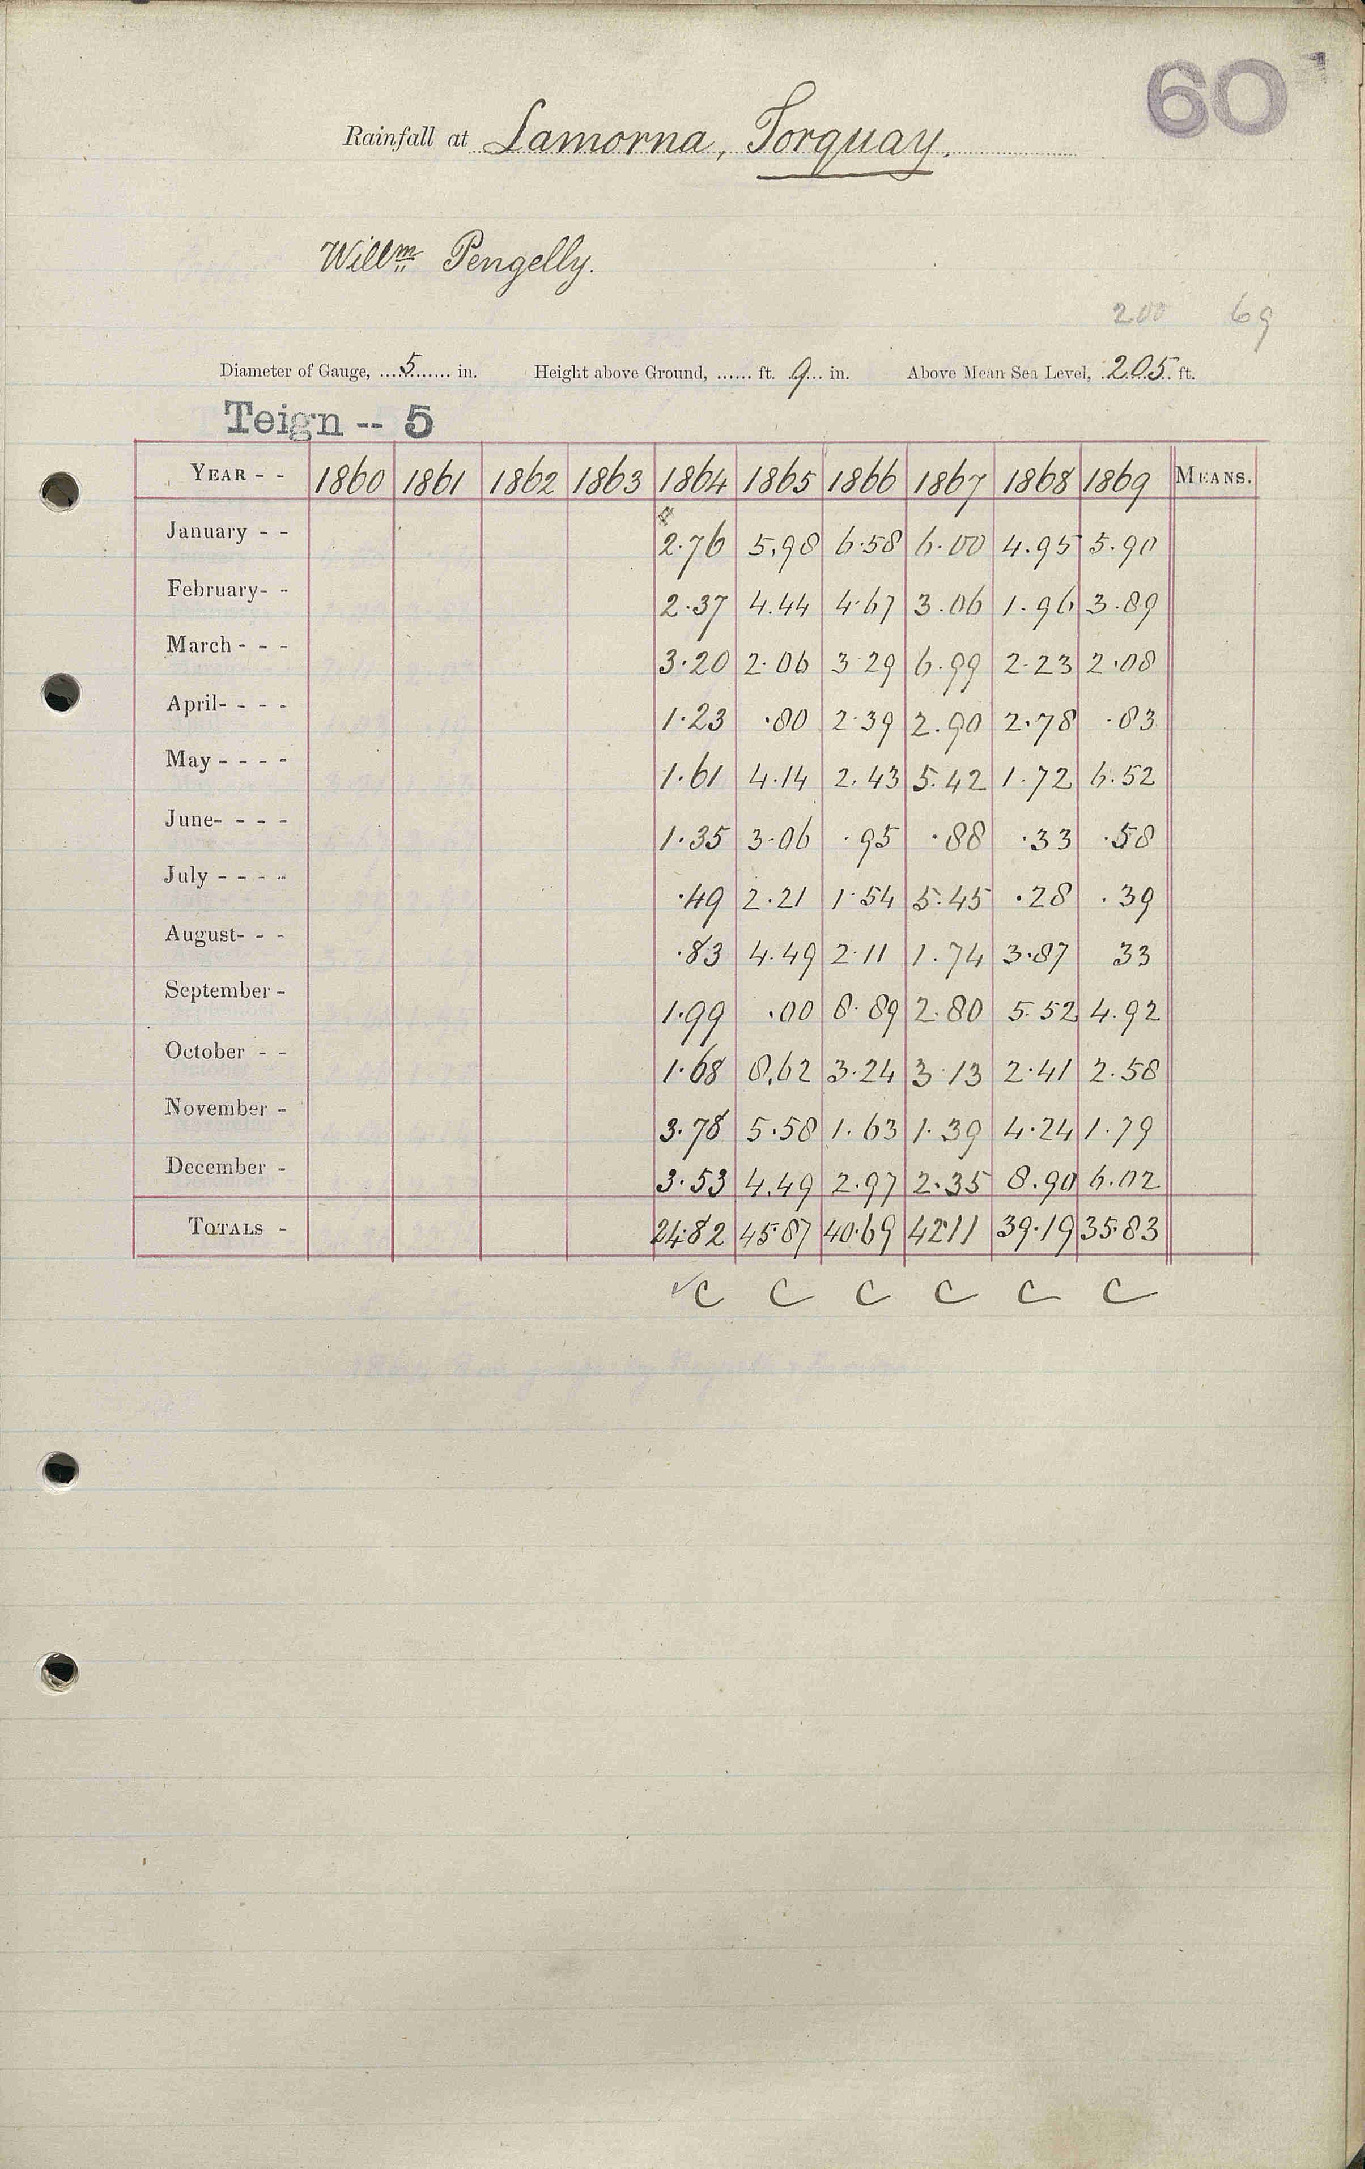 60
Rainfall at Lamorna, Torquay.
Willm Pengelly.
200 69
Diameter of Gauge, 5 in. Height above Ground, ...... ft. 9 in. Above Mean Sea Level, 205 ft.
Teign -- 5
YEAR - - 1860 1861 1862 1863 1864 1865 1866 1867 1868 1869 MEANS.
January - - 2.76 5.98 6.58 6.00 4.95 5.90
February- - 2.37 4.44 4.67 3.06 1.96 3.89
March - - - 3.20 2.06 3.29 6.99 2.23 2.08
April- - - - 1.23 .80 2.39 2.90 2.78 .83
May - - - - 1.61 4.14 2.43 5.42 1.72 6.52
June- - - - 1.35 3.06 .95 .88 .33 .58
July - - - - .49 2.21 1.54 5.45 .28 .39
August- - - .83 4.49 2.11 1.74 3.87 33
September - 1.99 .00 8.89 2.80 5.52 4.92
October - - 1.68 8.62 3.24 3.13 2.41 2.58
November - 3.78 5.58 1.63 1.39 4.24 1.79
December - 3.53 4.49 2.97 2.35 8.90 6.02
TOTALS - 24.82 45.87 40.69 42.11 39.19 35.83
✓C C C C C C